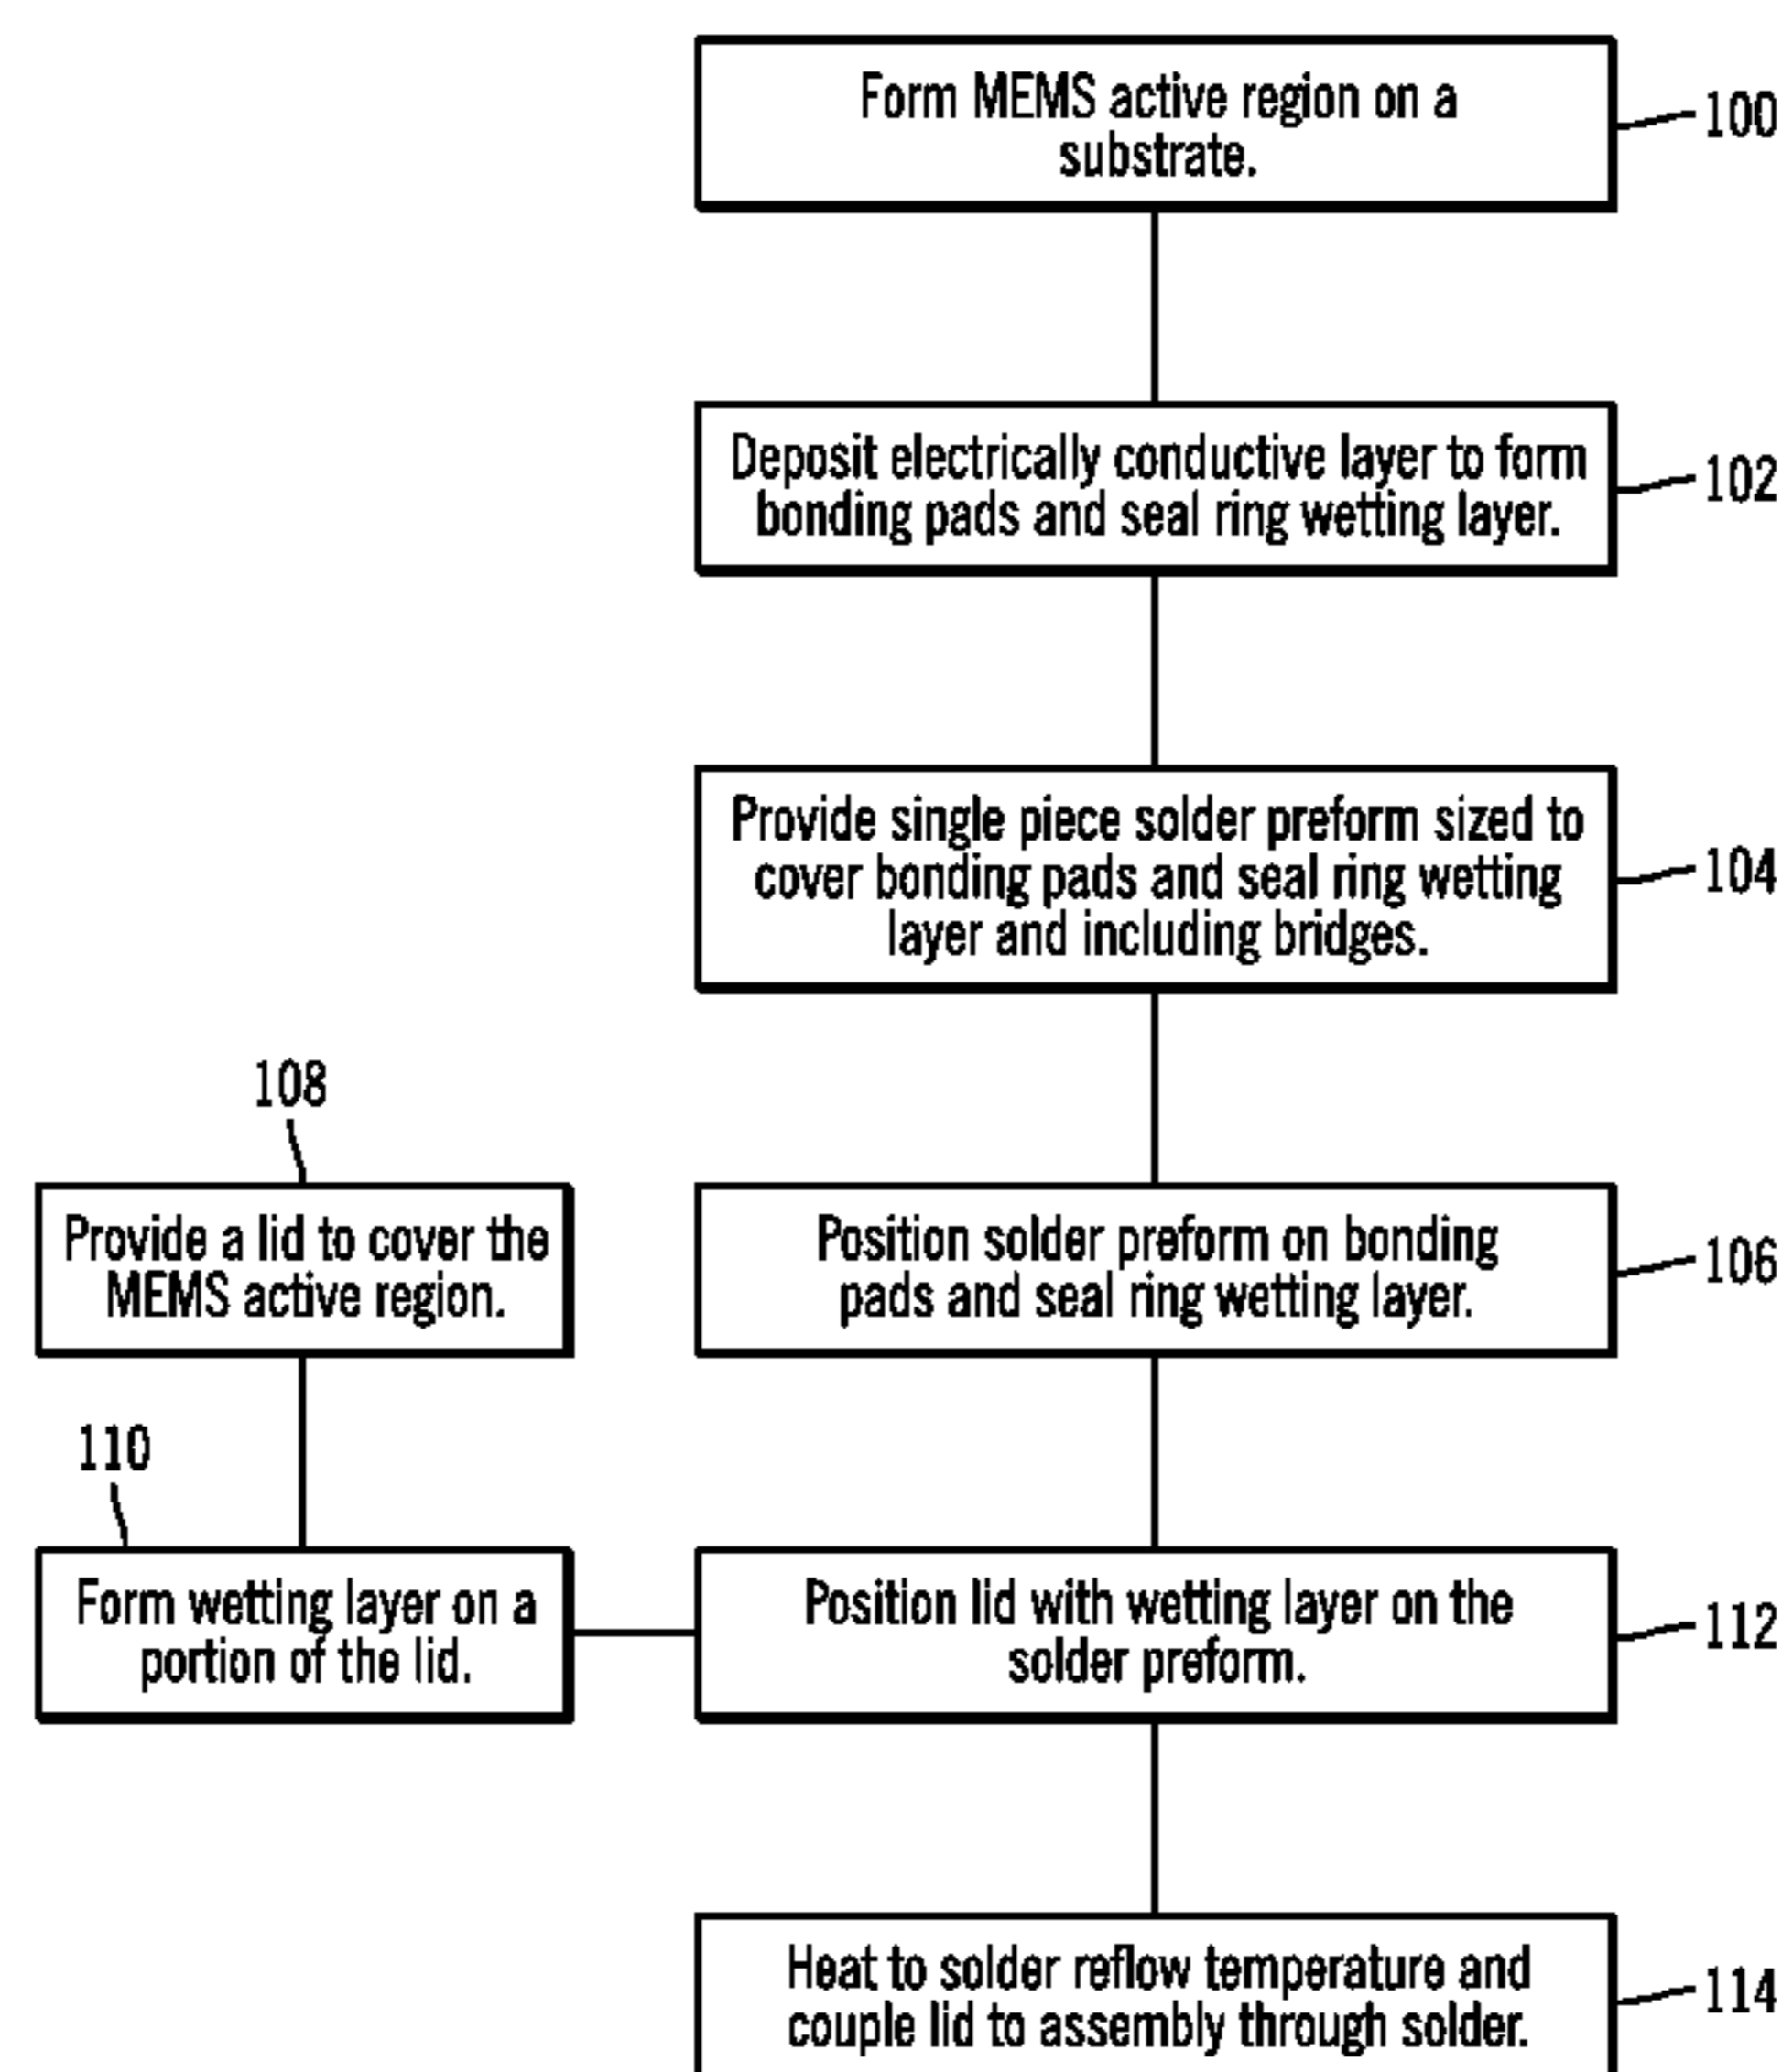 Form MEMS active region on a
substrate.
100
Deposit electrically conductive layer to form
bonding pads and seal ring wetting layer.
102
Provide single piece solder preform sized to
cover bonding pads and seal ring wetting
layer and including bridges.
104
108
Provide a lid to cover the
MEMS active region.
Position solder preform on bonding
pads and seal ring wetting layer.
106
110
Form wetting layer on a
portion of the lid.
Position lid with wetting layer on the
solder preform.
112
Heat to solder reflow temperature and
couple lid to assembly through solder.
114